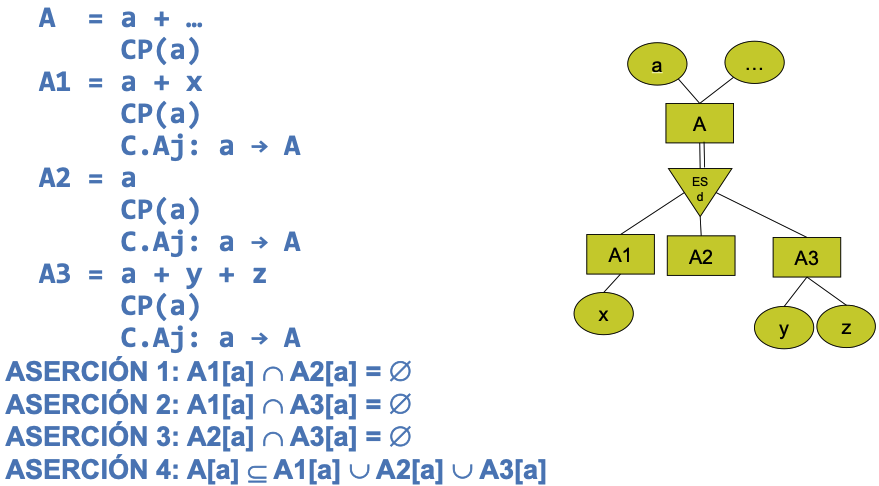 A  = a + …
CP(a)
A1 = a + x
CP(a)
C.Aj: a → A
A2 = a
CP(a)
C.Aj: a → A
A3 = a + y + z
CP(a)
C.Aj: a → A
ASERCIÓN 1: A1[a] ∩ A2[a] = ∅
ASERCIÓN 2: A1[a] ∩ A3[a] = ∅
ASERCIÓN 3: A2[a] ∩ A3[a] = ∅
ASERCIÓN 4: A[a] ⊆ A1[a] ∪ A2[a] ∪ A3[a]
a
…
A
ES
d
A1
A2
A3
x
y
z